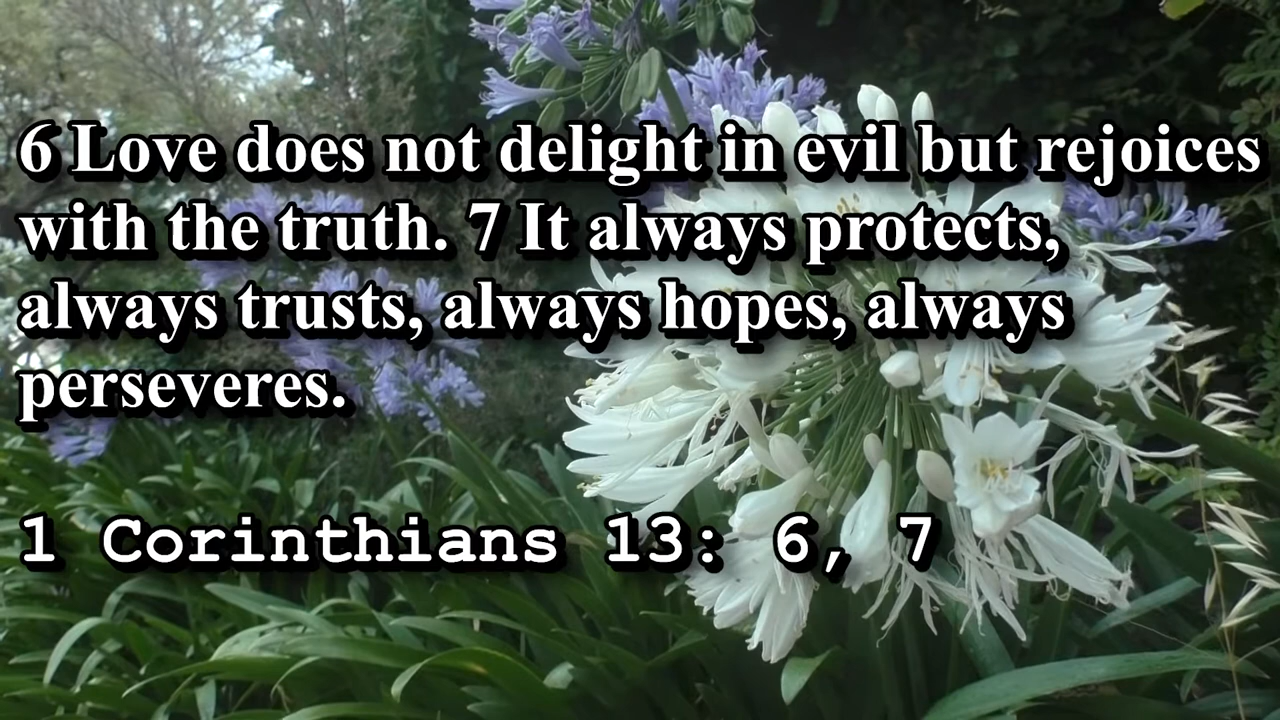 6 Love does not delight in evil but rejoices
with the truth. 7 It always protects,
always trusts, always hopes, always
perseveres.
1 Corinthians 13: 6, 7